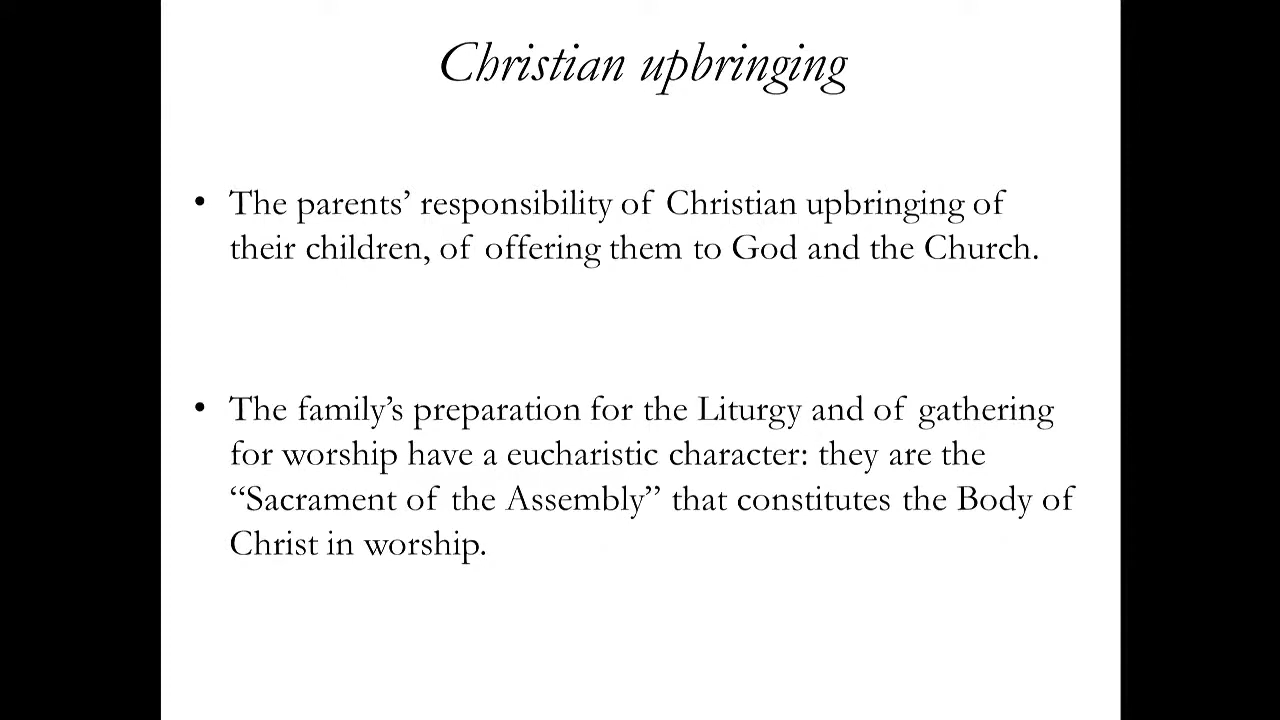 Christian upbringing
• The parents’ responsibility of Christian upbringing of
their children, of offering them to God and the Church.
• The family’s preparation for the Liturgy and of gathering
for worship have a eucharistic character: they are the
“Sacrament of the Assembly” that constitutes the Body of
Christ in worship.